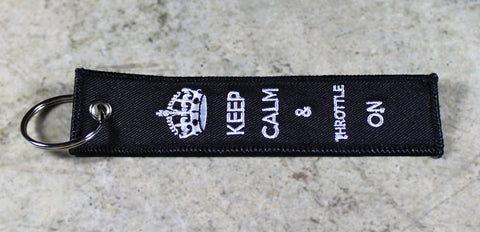 KEEP
CALM
&
THROTTLE
ON